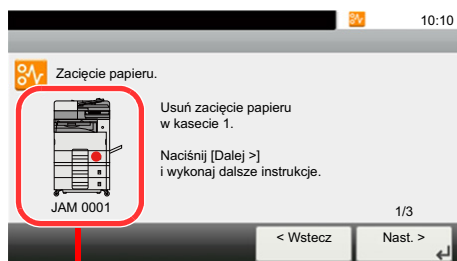 10:10
Zacięcie papieru.
Usuń zacięcie papieru
w kasecie 1.
Naciśnij [Dalej >]
i wykonaj dalsze instrukcje.
JAM 0001
1/3
< Wstecz
Nast. >